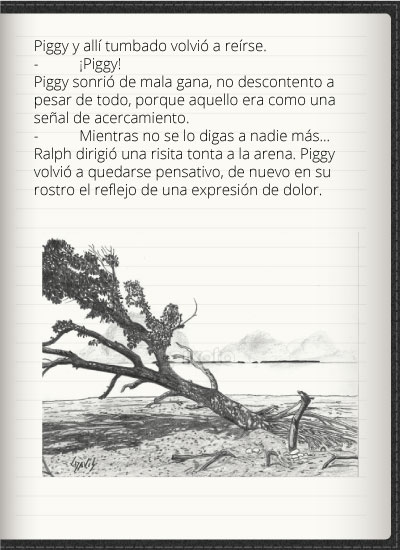 Piggy y allí tumbado volvió a reírse.
- ¡Piggy!
Piggy sonrió de mala gana, no descontento a
pesar de todo, porque aquello era como una
señal de acercamiento.
- Mientras no se lo digas a nadie más...
Ralph dirigió una risita tonta a la arena. Piggy
volvió a quedarse pensativo, de nuevo en su
rostro el reflejo de una expresión de dolor.